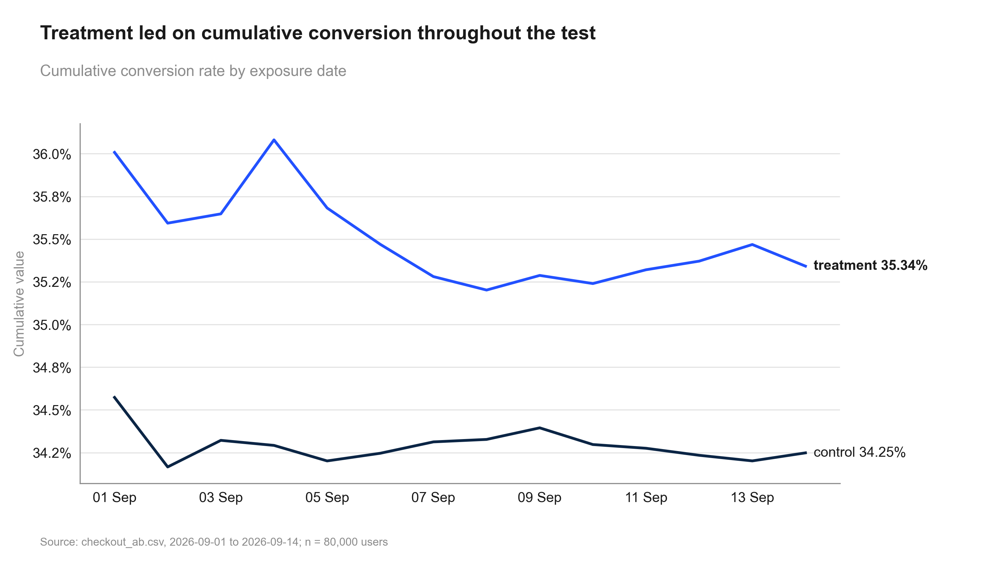 Treatment led on cumulative conversion throughout the test
Cumulative conversion rate by exposure date
Cumulative value
36.0%
35.8%
35.5%
35.2%
35.0%
34.8%
34.5%
34.2%
treatment 35.34%
control 34.25%
01 Sep
03 Sep
05 Sep
07 Sep
09 Sep
11 Sep
13 Sep
Source: checkout_ab.csv, 2026-09-01 to 2026-09-14; n = 80,000 users